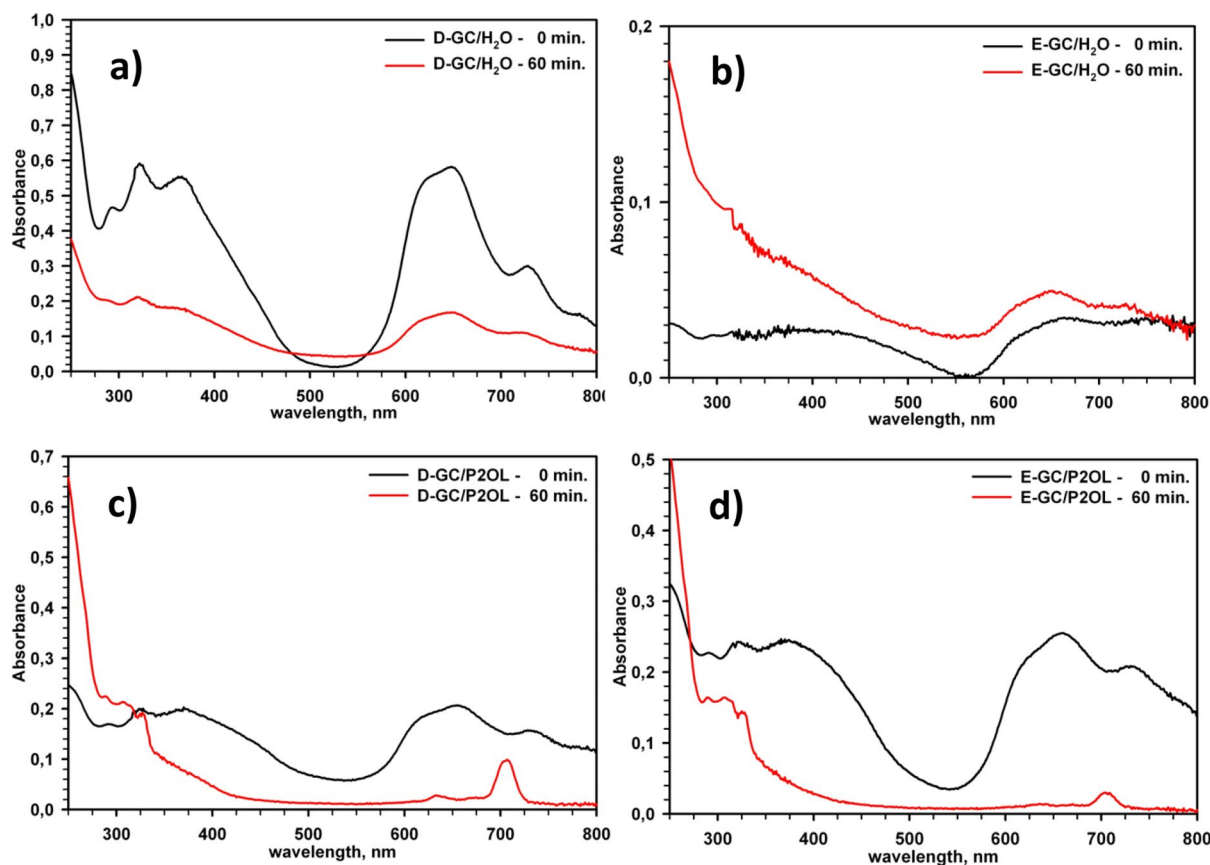 a)
D-GC/H₂O - 0 min.
D-GC/H₂O - 60 min.
Absorbance
1,0
0,9
0,8
0,7
0,6
0,5
0,4
0,3
0,2
0,1
0,0
300 400 500 600 700 800
wavelength, nm
b)
E-GC/H₂O - 0 min.
E-GC/H₂O - 60 min.
Absorbance
0,2
0,1
0,0
300 400 500 600 700 800
wavelength, nm
c)
D-GC/P2OL - 0 min.
D-GC/P2OL - 60 min.
Absorbance
0,7
0,6
0,5
0,4
0,3
0,2
0,1
0,0
300 400 500 600 700 800
wavelength, nm
d)
E-GC/P2OL - 0 min.
E-GC/P2OL - 60 min.
Absorbance
0,5
0,4
0,3
0,2
0,1
0,0
300 400 500 600 700 800
wavelength, nm